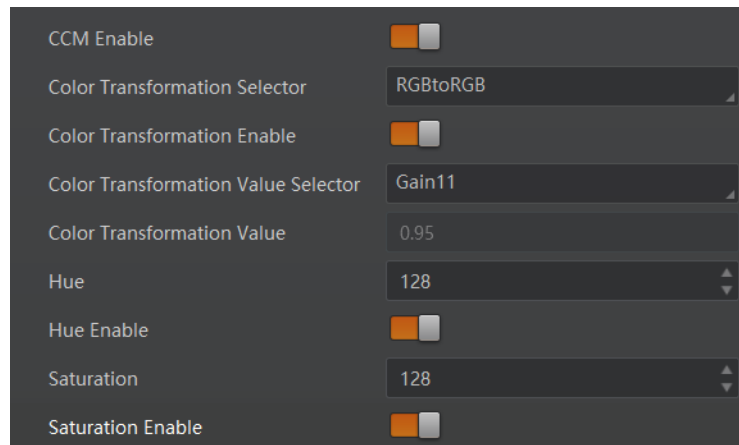 CCM Enable
Color Transformation Selector RGBtoRGB
Color Transformation Enable
Color Transformation Value Selector Gain11
Color Transformation Value 0.95
Hue 128
Hue Enable
Saturation 128
Saturation Enable